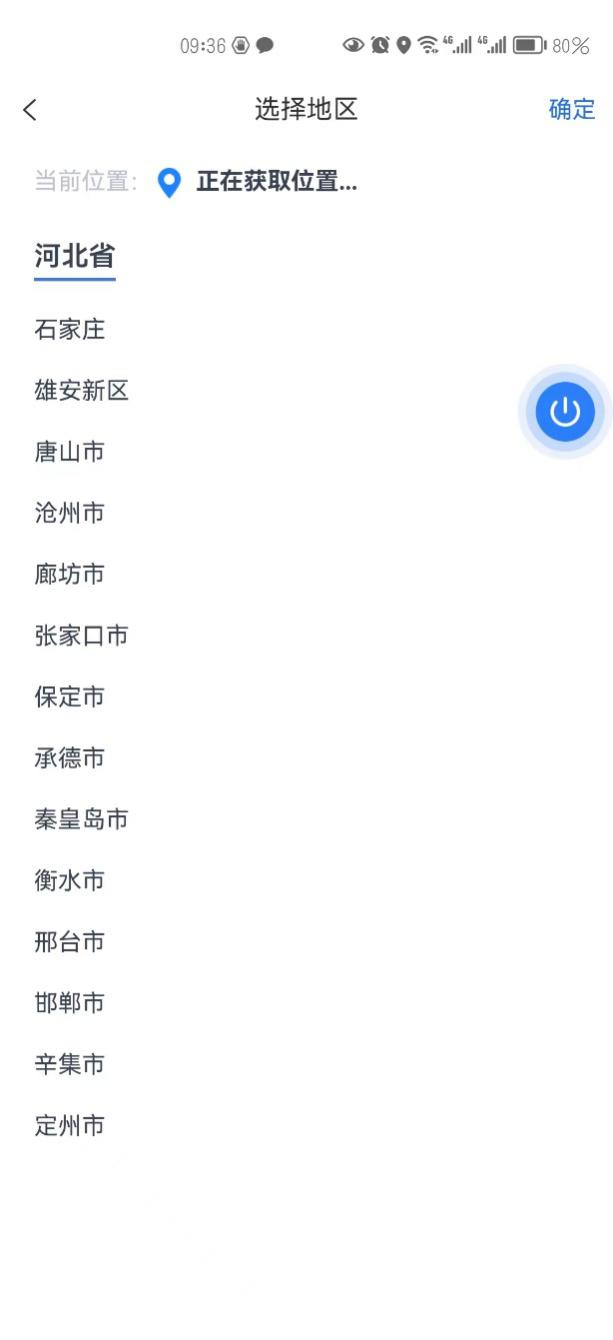 09:36 4G 4G 80%
选择地区 确定
当前位置: 正在获取位置...
河北省
石家庄
雄安新区
唐山市
沧州市
廊坊市
张家口市
保定市
承德市
秦皇岛市
衡水市
邢台市
邯郸市
辛集市
定州市